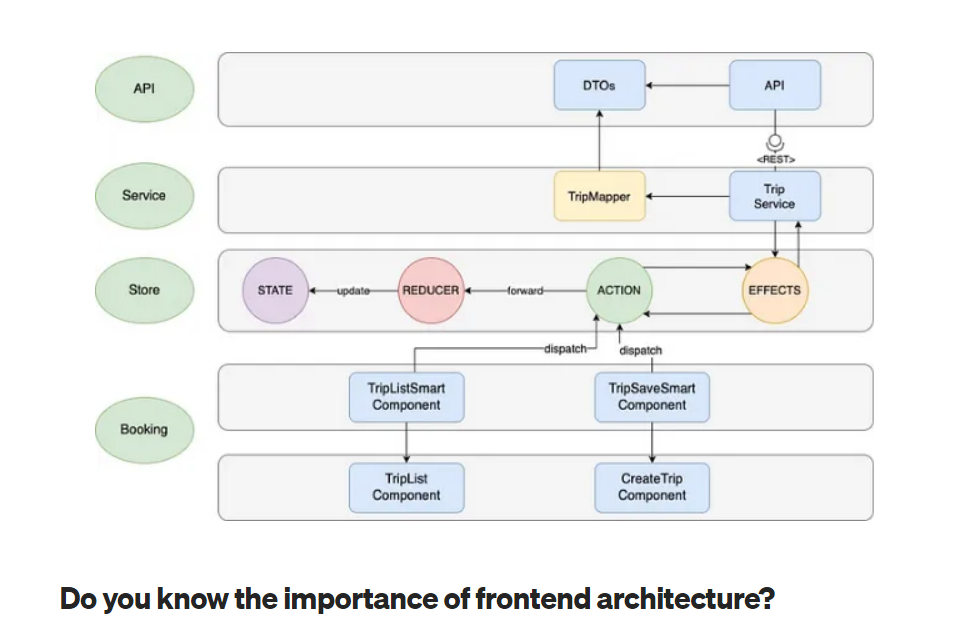 API
DTOs
API
<REST>
Service
TripMapper
Trip
Service
Store
STATE
update
REDUCER
forward
ACTION
EFFECTS
dispatch
dispatch
Booking
TripListSmart
Component
TripSaveSmart
Component
TripList
Component
CreateTrip
Component
Do you know the importance of frontend architecture?